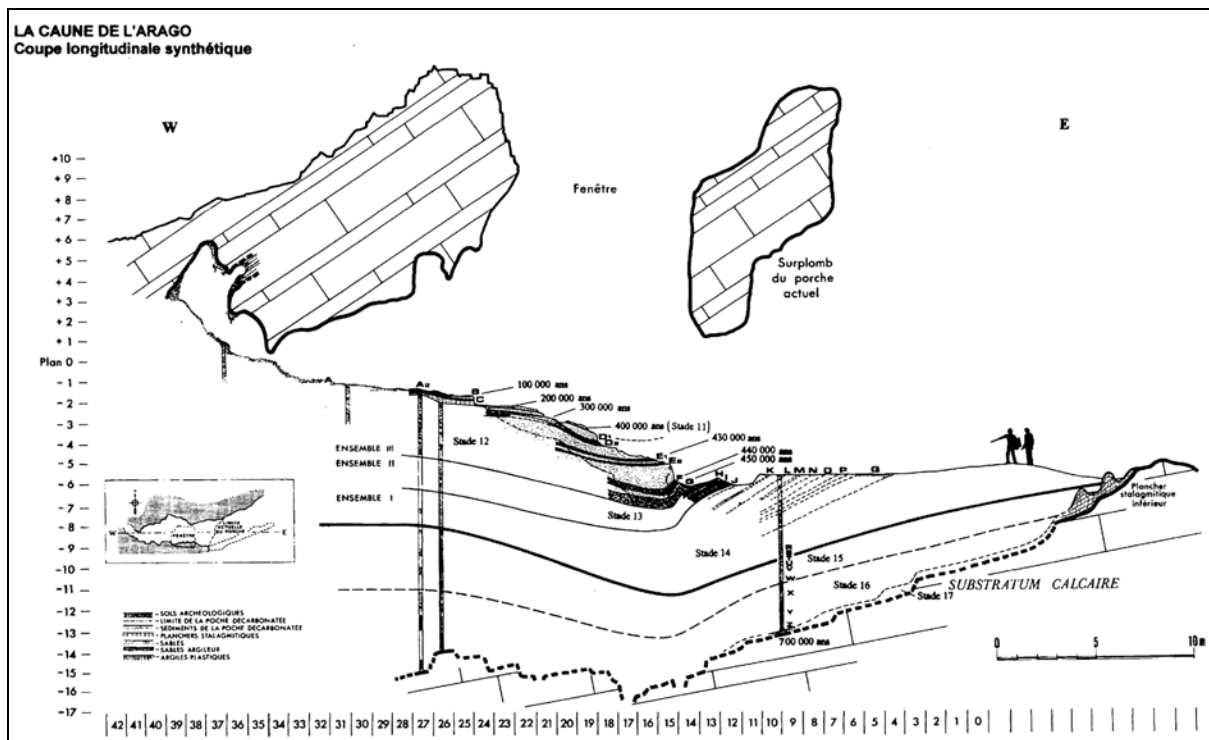 LA CAUNE DE L'ARAGO
Coupe longitudinale synthétique
W
E
+10
+9
+8
+7
+6
+5
+4
+3
+2
+1
Plan 0
-1
-2
-3
-4
-5
-6
-7
-8
-9
-10
-11
-12
-13
-14
-15
-16
-17
Fenêtre
Surplomb
du porche
actuel
A
B
C
100 000 ans
200 000 ans
300 000 ans
400 000 ans (Stade 11)
430 000 ans
440 000 ans
450 000 ans
E1
F
G
H
J
K L M N O P
Stade 12
ENSEMBLE III
ENSEMBLE II
ENSEMBLE I
Stade 13
Stade 14
Stade 15
Stade 16
Stade 17
W
X
Y
Z
700 000 ans
Plancher
stalagmitique
inférieur
SUBSTRATUM CALCAIRE
W
E
LIMITE
ACTUELLE
DU PORCHE
FENÊTRE
SOLS ARCHÉOLOGIQUES
LIMITE DE LA POCHE DÉCARBONATÉE
SÉDIMENTS DE LA POCHE DÉCARBONATÉE
PLANCHERS STALAGMITIQUES
SABLES
SABLES ARGILEUX
ARGILES PLASTIQUES
0 5 10 m
42 41 40 39 38 37 36 35 34 33 32 31 30 29 28 27 26 25 24 23 22 21 20 19 18 17 16 15 14 13 12 11 10 9 8 7 6 5 4 3 2 1 0